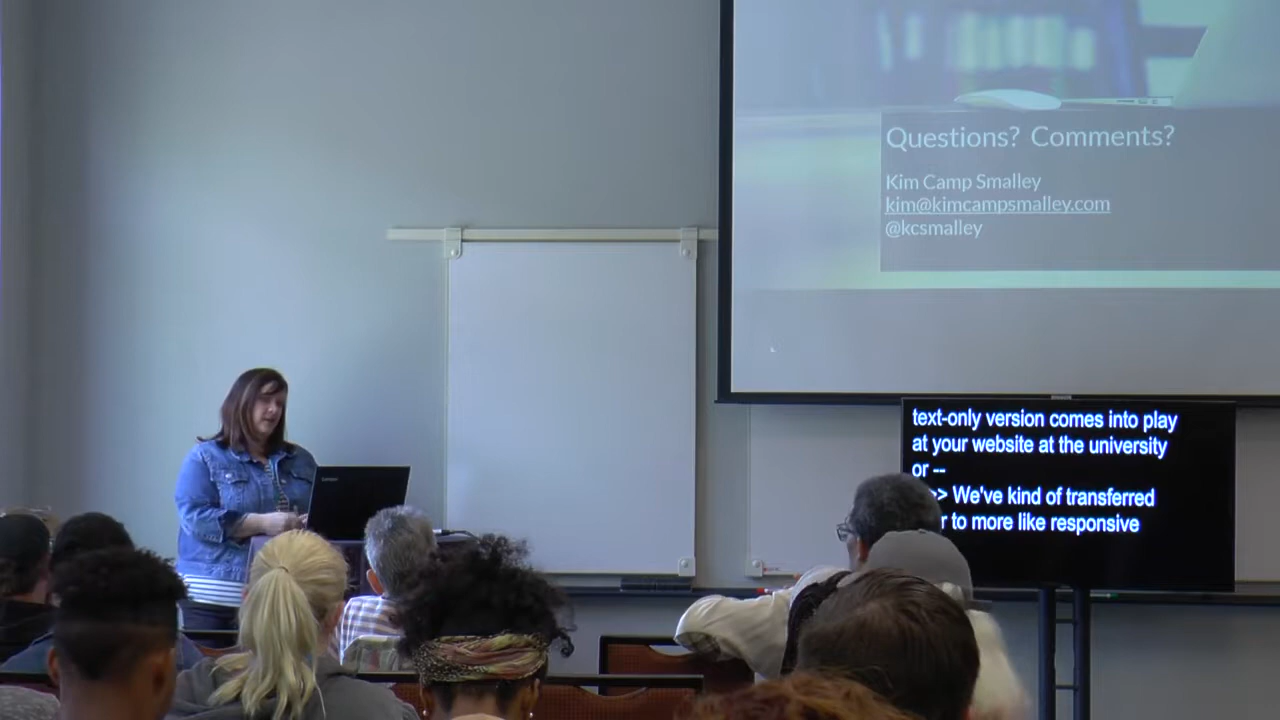 Questions? Comments?
Kim Camp Smalley
kim@kimcampsmalley.com
@kcsmalley
text-only version comes into play
at your website at the university
or --
>> We've kind of transferred
r to more like responsive